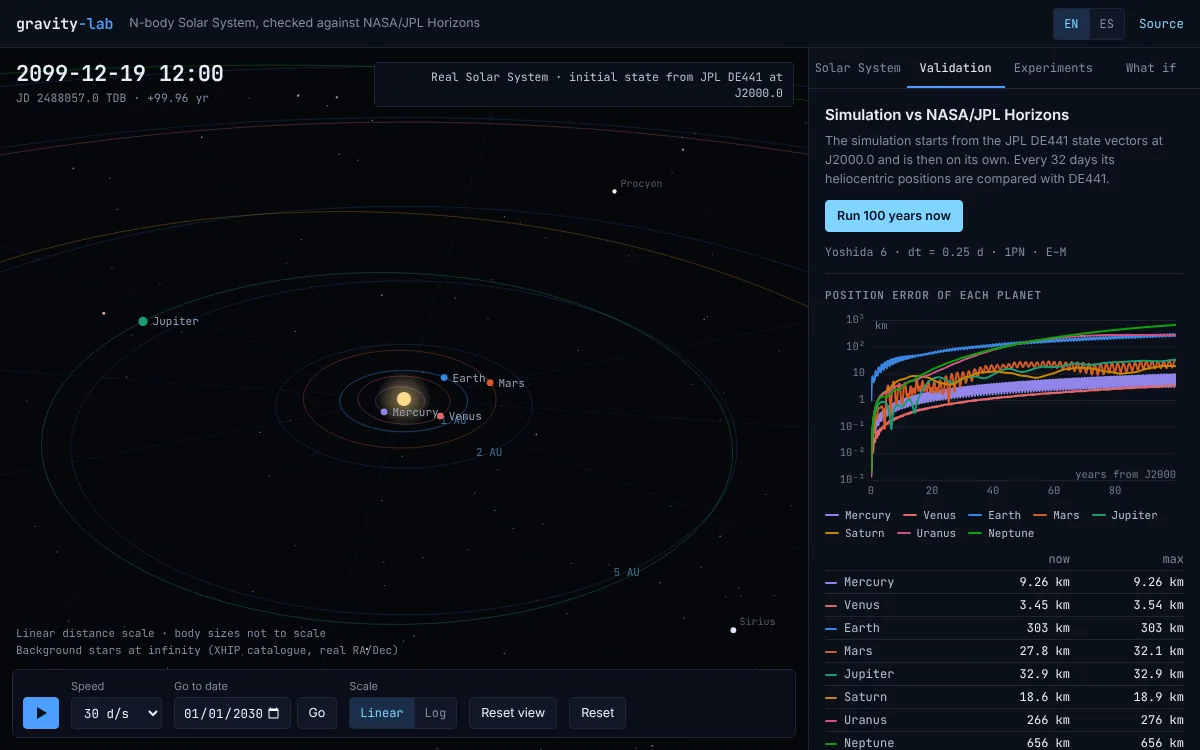 gravity-lab N-body Solar System, checked against NASA/JPL Horizons
EN ES Source
2099-12-19 12:00
JD 2488057.0 TDB · +99.96 yr
Real Solar System · initial state from JPL DE441 at
J2000.0
Procyon
Jupiter
Earth
Mars
Mercury
Venus
1 AU
2 AU
5 AU
Sirius
Linear distance scale · body sizes not to scale
Background stars at infinity (XHIP catalogue, real RA/Dec)
Speed
30 d/s
Go to date
01/01/2030
Go
Scale
Linear Log
Reset view
Reset
Solar System Validation Experiments What if
Simulation vs NASA/JPL Horizons
The simulation starts from the JPL DE441 state vectors at
J2000.0 and is then on its own. Every 32 days its
heliocentric positions are compared with DE441.
Run 100 years now
Yoshida 6 · dt = 0.25 d · 1PN · E–M
POSITION ERROR OF EACH PLANET
10³
km
10²
10
1
10⁻¹
10⁻²
10⁻³
years from J2000
0 20 40 60 80
Mercury Venus Earth Mars Jupiter
Saturn Uranus Neptune
now max
Mercury 9.26 km 9.26 km
Venus 3.45 km 3.54 km
Earth 303 km 303 km
Mars 27.8 km 32.1 km
Jupiter 32.9 km 32.9 km
Saturn 18.6 km 18.9 km
Uranus 266 km 276 km
Neptune 656 km 656 km